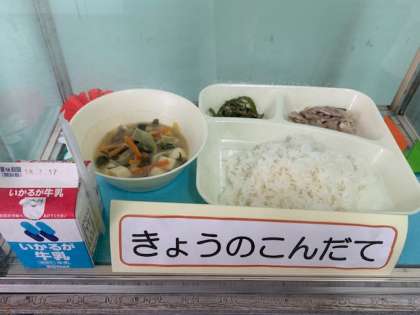 いかるが牛乳
いかるが
牛乳
きょうのこんだて